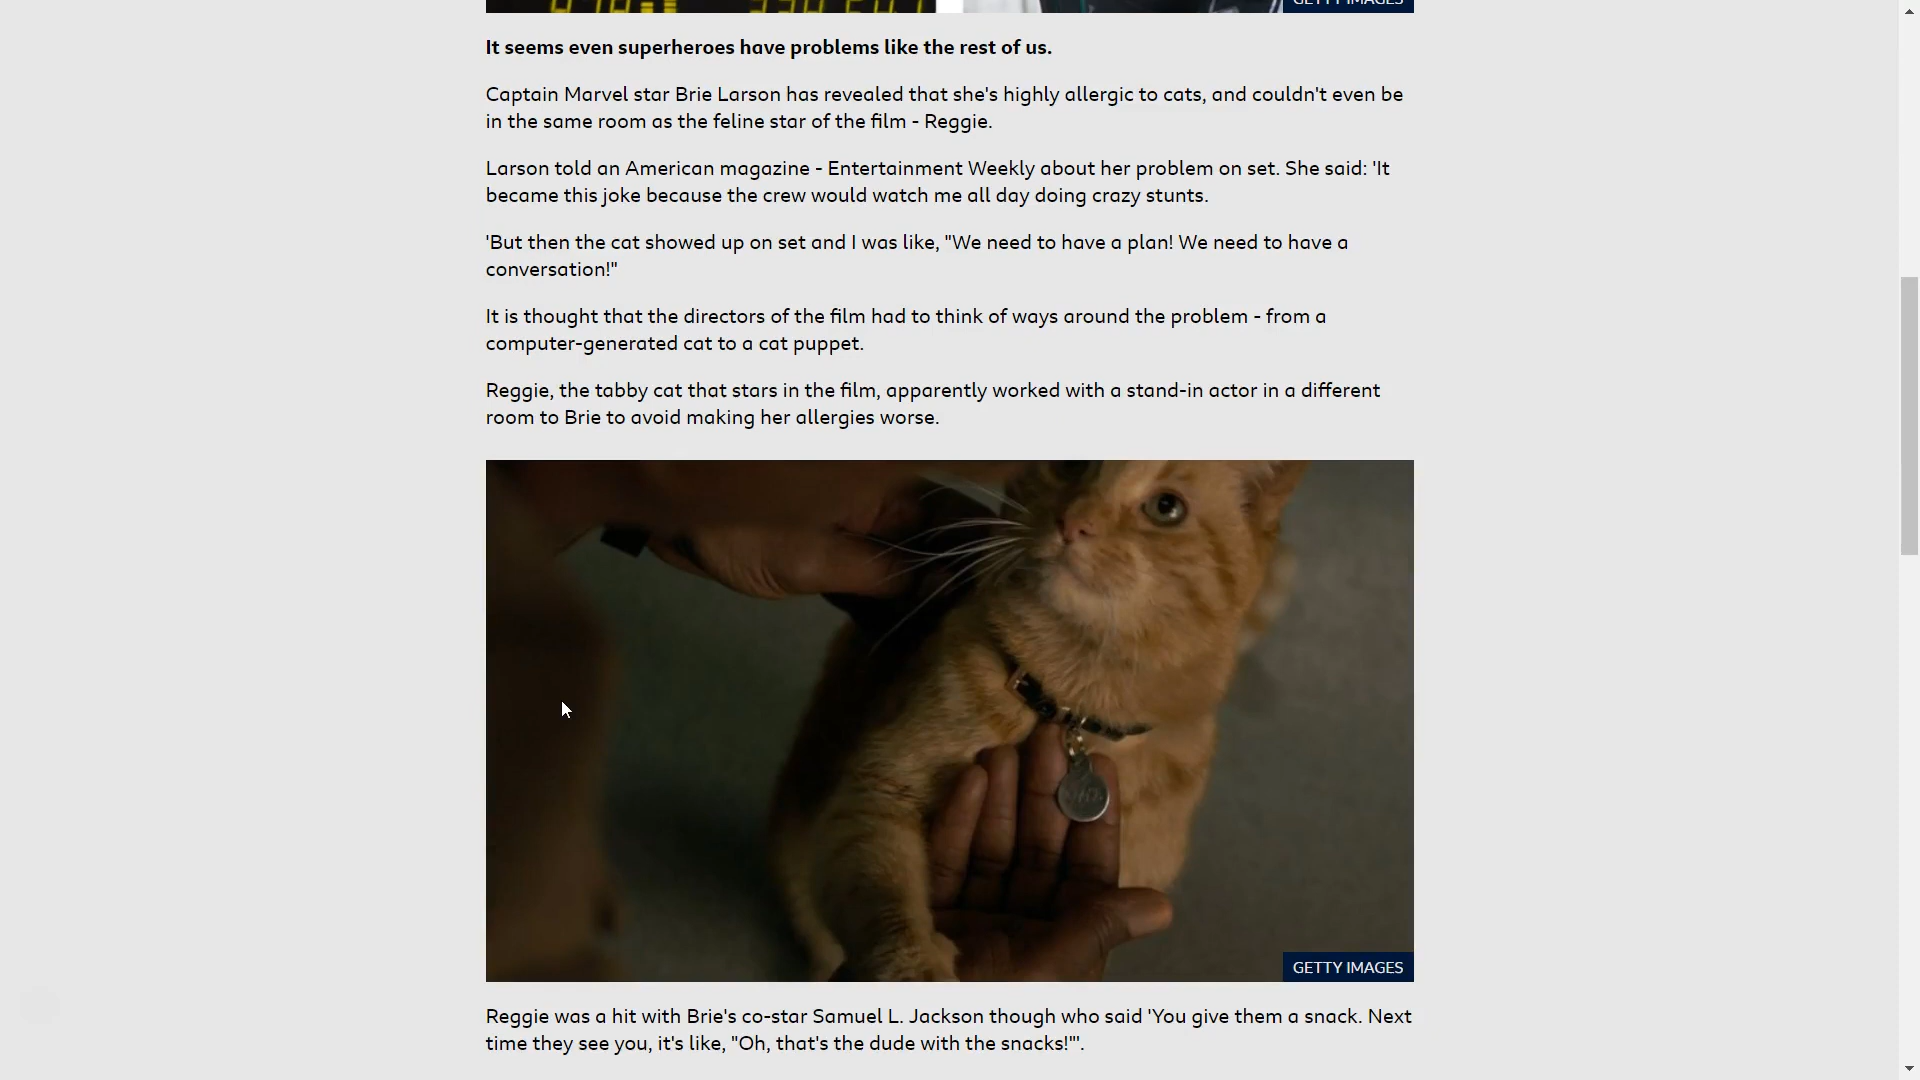 GETTY IMAGES
It seems even superheroes have problems like the rest of us.
Captain Marvel star Brie Larson has revealed that she's highly allergic to cats, and couldn't even be
in the same room as the feline star of the film - Reggie.
Larson told an American magazine - Entertainment Weekly about her problem on set. She said: 'It
became this joke because the crew would watch me all day doing crazy stunts.
'But then the cat showed up on set and I was like, "We need to have a plan! We need to have a
conversation!"
It is thought that the directors of the film had to think of ways around the problem - from a
computer-generated cat to a cat puppet.
Reggie, the tabby cat that stars in the film, apparently worked with a stand-in actor in a different
room to Brie to avoid making her allergies worse.
GETTY IMAGES
Reggie was a hit with Brie's co-star Samuel L. Jackson though who said 'You give them a snack. Next
time they see you, it's like, "Oh, that's the dude with the snacks!"'.